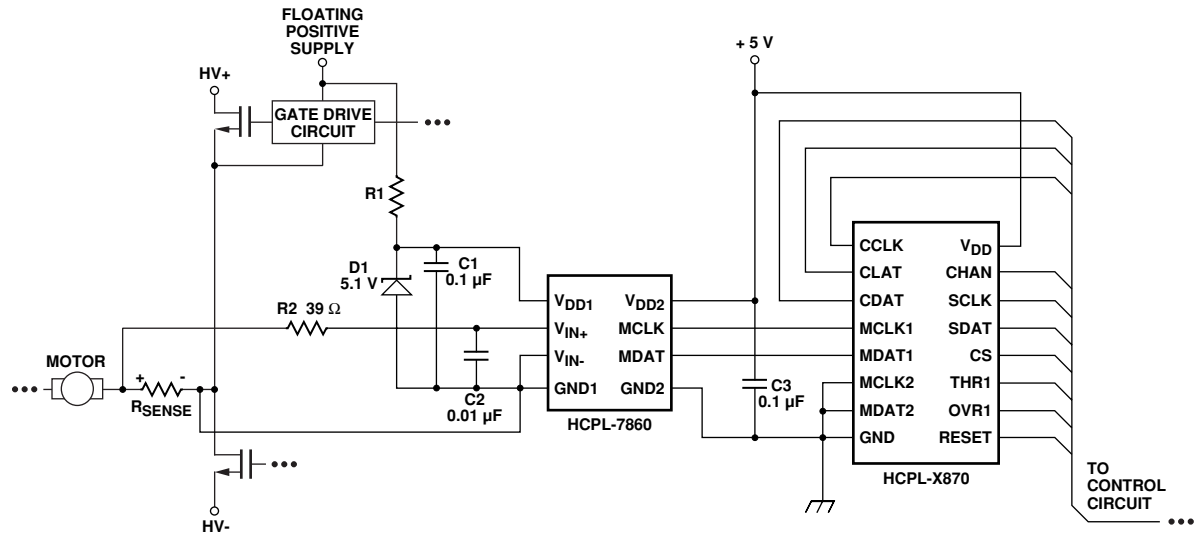 FLOATING
POSITIVE
SUPPLY
HV+
GATE DRIVE
CIRCUIT
+ 5 V
R1
D1
5.1 V
C1
0.1 µF
R2 39 Ω
MOTOR
+ -
RSENSE
C2
0.01 µF
VDD1
VIN+
VIN-
GND1
VDD2
MCLK
MDAT
GND2
HCPL-7860
C3
0.1 µF
CCLK
CLAT
CDAT
MCLK1
MDAT1
MCLK2
MDAT2
GND
VDD
CHAN
SCLK
SDAT
CS
THR1
OVR1
RESET
HCPL-X870
HV-
TO
CONTROL
CIRCUIT